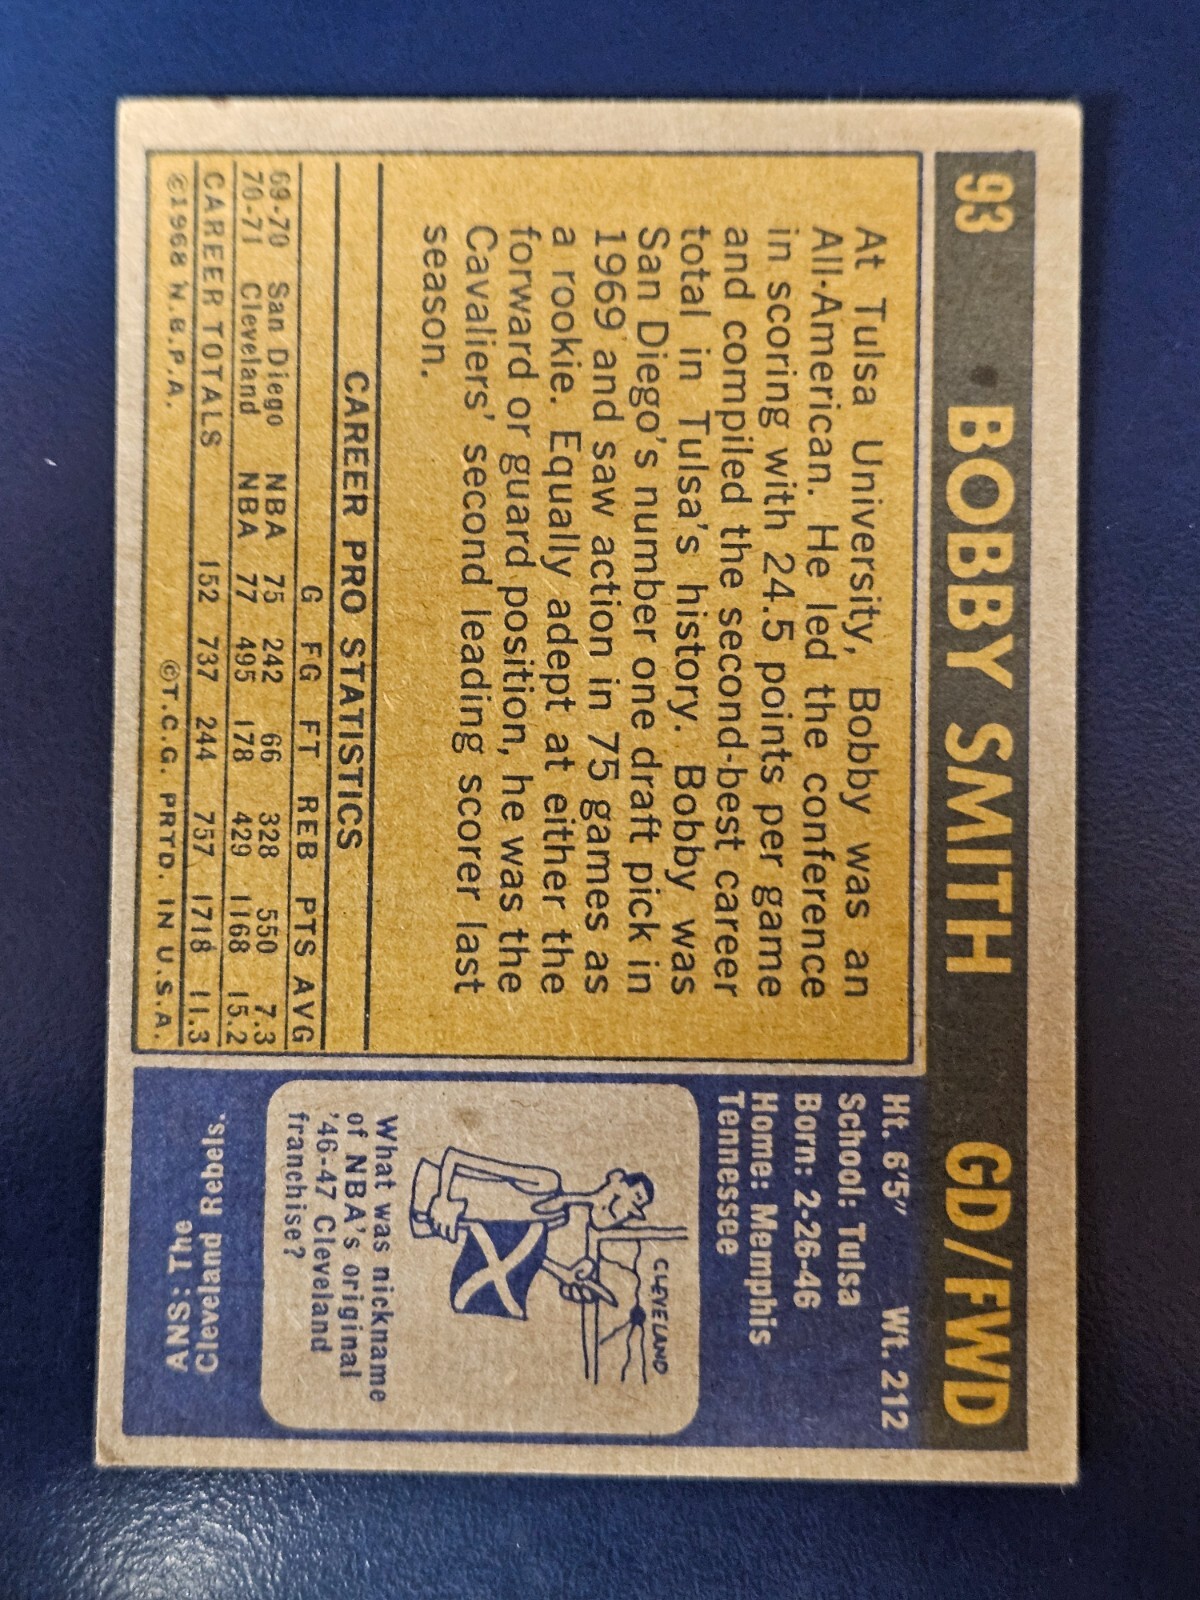 93 • BOBBY SMITH GD/FWD
At Tulsa University, Bobby was an
All-American. He led the conference
in scoring with 24.5 points per game
and compiled the second-best career
total in Tulsa's history. Bobby was
San Diego's number one draft pick in
1969 and saw action in 75 games as
a rookie. Equally adept at either the
forward or guard position, he was the
Cavaliers' second leading scorer last
season.
CAREER PRO STATISTICS
G FG FT REB PTS AVG
69-70 San Diego NBA 75 242 66 328 550 7.3
70-71 Cleveland NBA 77 495 178 429 1168 15.2
CAREER TOTALS 152 737 244 757 1718 11.3
©1968 N.B.P.A. ©T.C.G. PRTD. IN U.S.A.
Ht. 6'5" Wt. 212
School: Tulsa
Born: 2-26-46
Home: Memphis
Tennessee
CLEVELAND
What was nickname
of NBA's original
'46-47 Cleveland
franchise?
ANS: The
Cleveland Rebels.